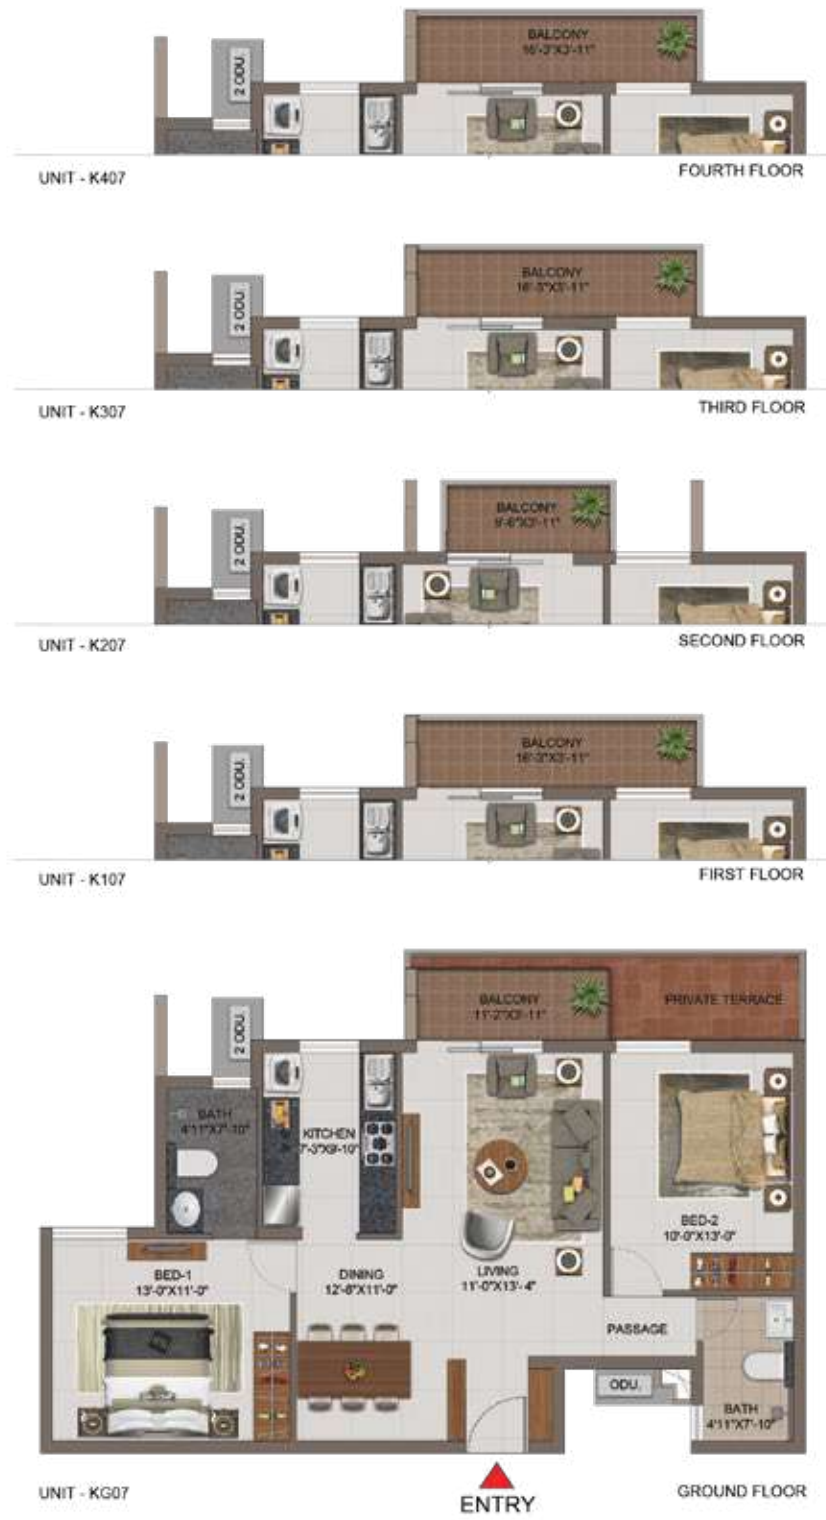 BALCONY
16'-3"X3'-11"
2 ODU.
UNIT - K407
FOURTH FLOOR
BALCONY
16'-3"X3'-11"
2 ODU.
UNIT - K307
THIRD FLOOR
BALCONY
9'-6"X3'-11"
2 ODU.
UNIT - K207
SECOND FLOOR
BALCONY
16'-3"X3'-11"
2 ODU.
UNIT - K107
FIRST FLOOR
BALCONY
11'-2"X3'-11"
PRIVATE TERRACE
2 ODU.
BATH
4'11"X7'-10"
KITCHEN
7'-3"X9'-10"
BED-2
10'-0"X13'-0"
BED-1
13'-0"X11'-0"
DINING
12'-8"X11'-0"
LIVING
11'-0"X13'-4"
PASSAGE
ODU.
BATH
4'11"X7'-10"
UNIT - KG07
GROUND FLOOR
ENTRY